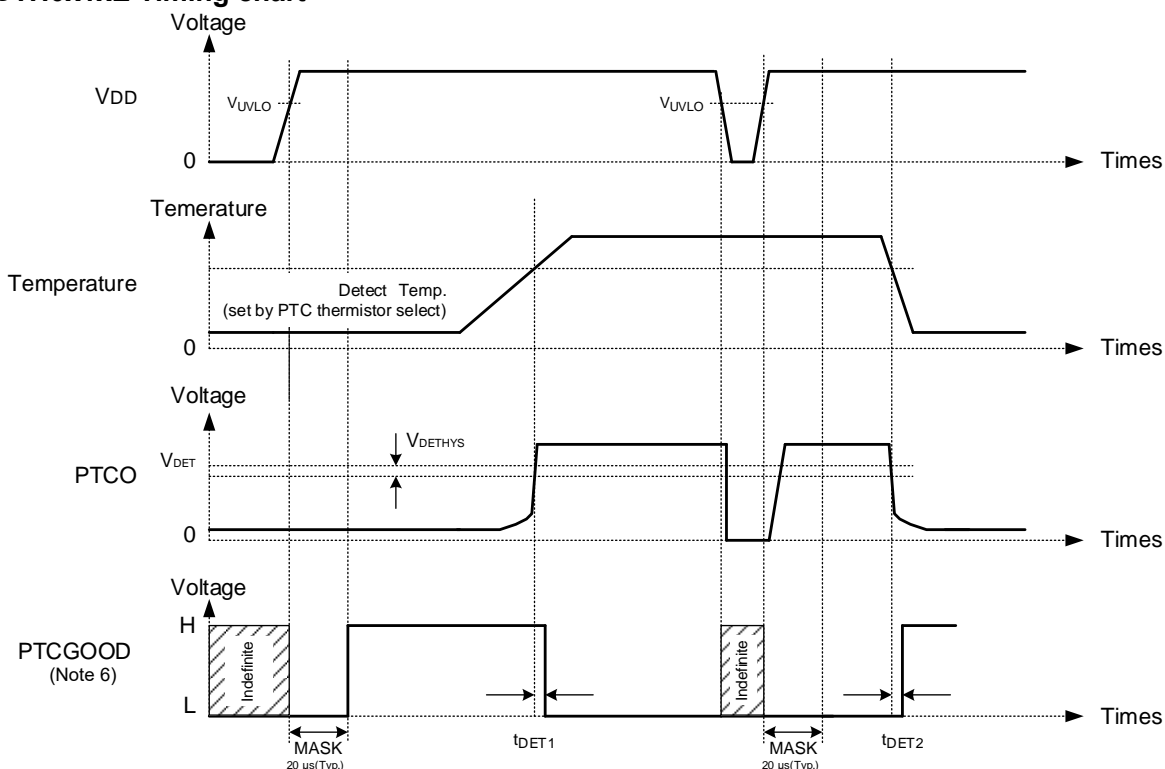 Voltage
VDD
VUVLO
VUVLO
0
Times
Temerature
Temperature
Detect Temp.
(set by PTC thermistor select)
0
Times
Voltage
VDETHYS
VDET
PTCO
0
Times
Voltage
H
PTCGOOD
(Note 6)
Indefinite
Indefinite
L
Times
MASK
20 us(Typ.)
tDET1
MASK
20 us(Typ.)
tDET2